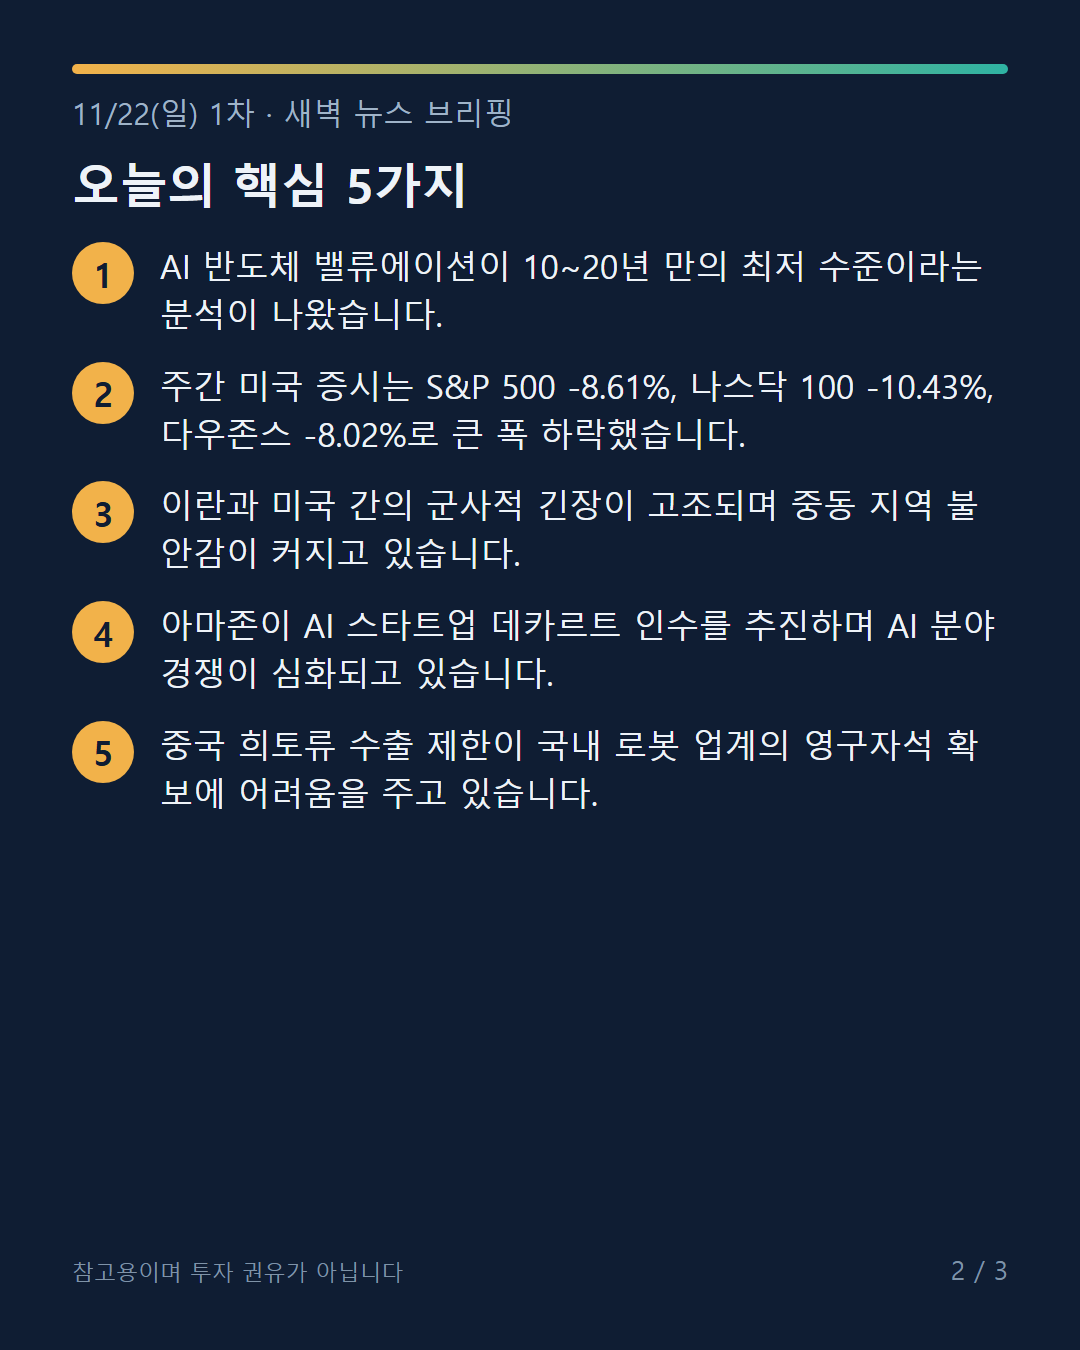 11/22(일) 1차 · 새벽 뉴스 브리핑
오늘의 핵심 5가지
1 AI 반도체 밸류에이션이 10~20년 만의 최저 수준이라는
분석이 나왔습니다.
2 주간 미국 증시는 S&P 500 -8.61%, 나스닥 100 -10.43%,
다우존스 -8.02%로 큰 폭 하락했습니다.
3 이란과 미국 간의 군사적 긴장이 고조되며 중동 지역 불
안감이 커지고 있습니다.
4 아마존이 AI 스타트업 데카르트 인수를 추진하며 AI 분야
경쟁이 심화되고 있습니다.
5 중국 희토류 수출 제한이 국내 로봇 업계의 영구자석 확
보에 어려움을 주고 있습니다.
참고용이며 투자 권유가 아닙니다
2 / 3